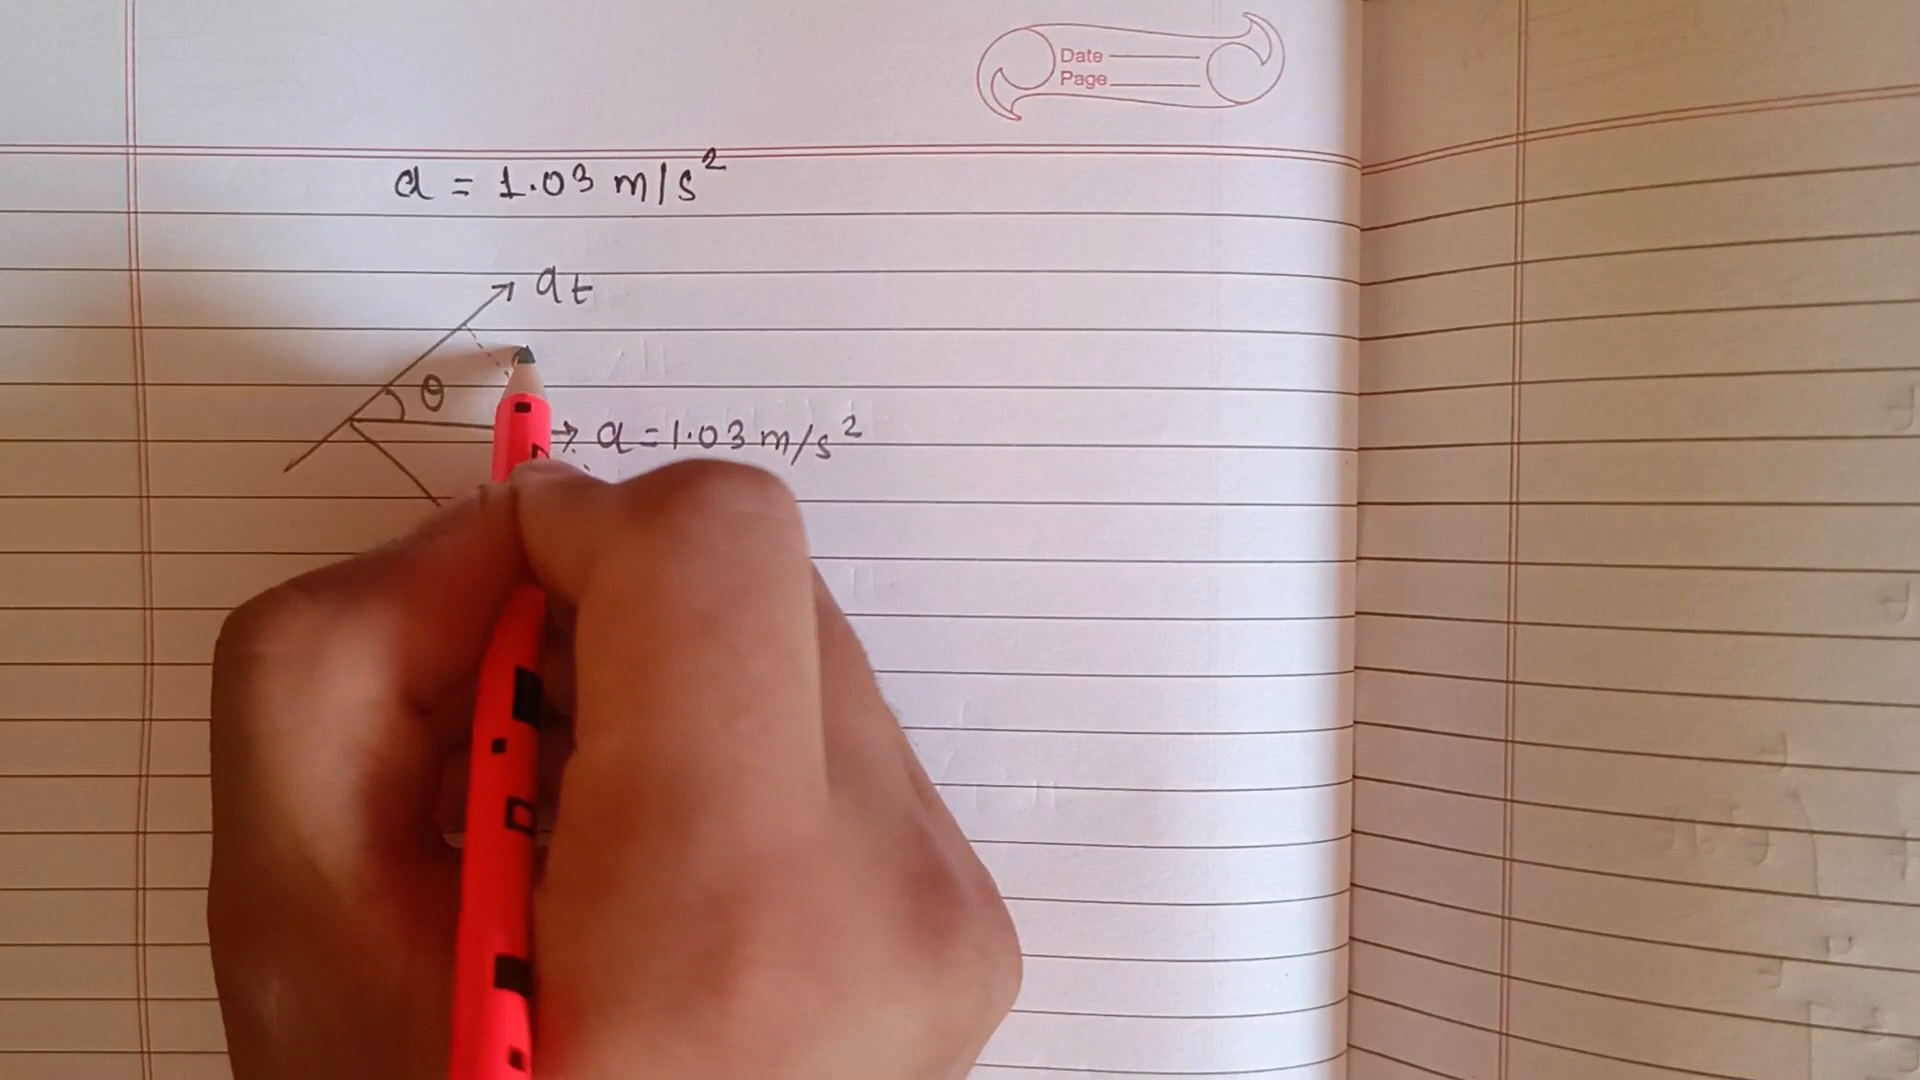 Date
Page
a = 1.03 m/s²
at
θ
a = 1.03 m/s²